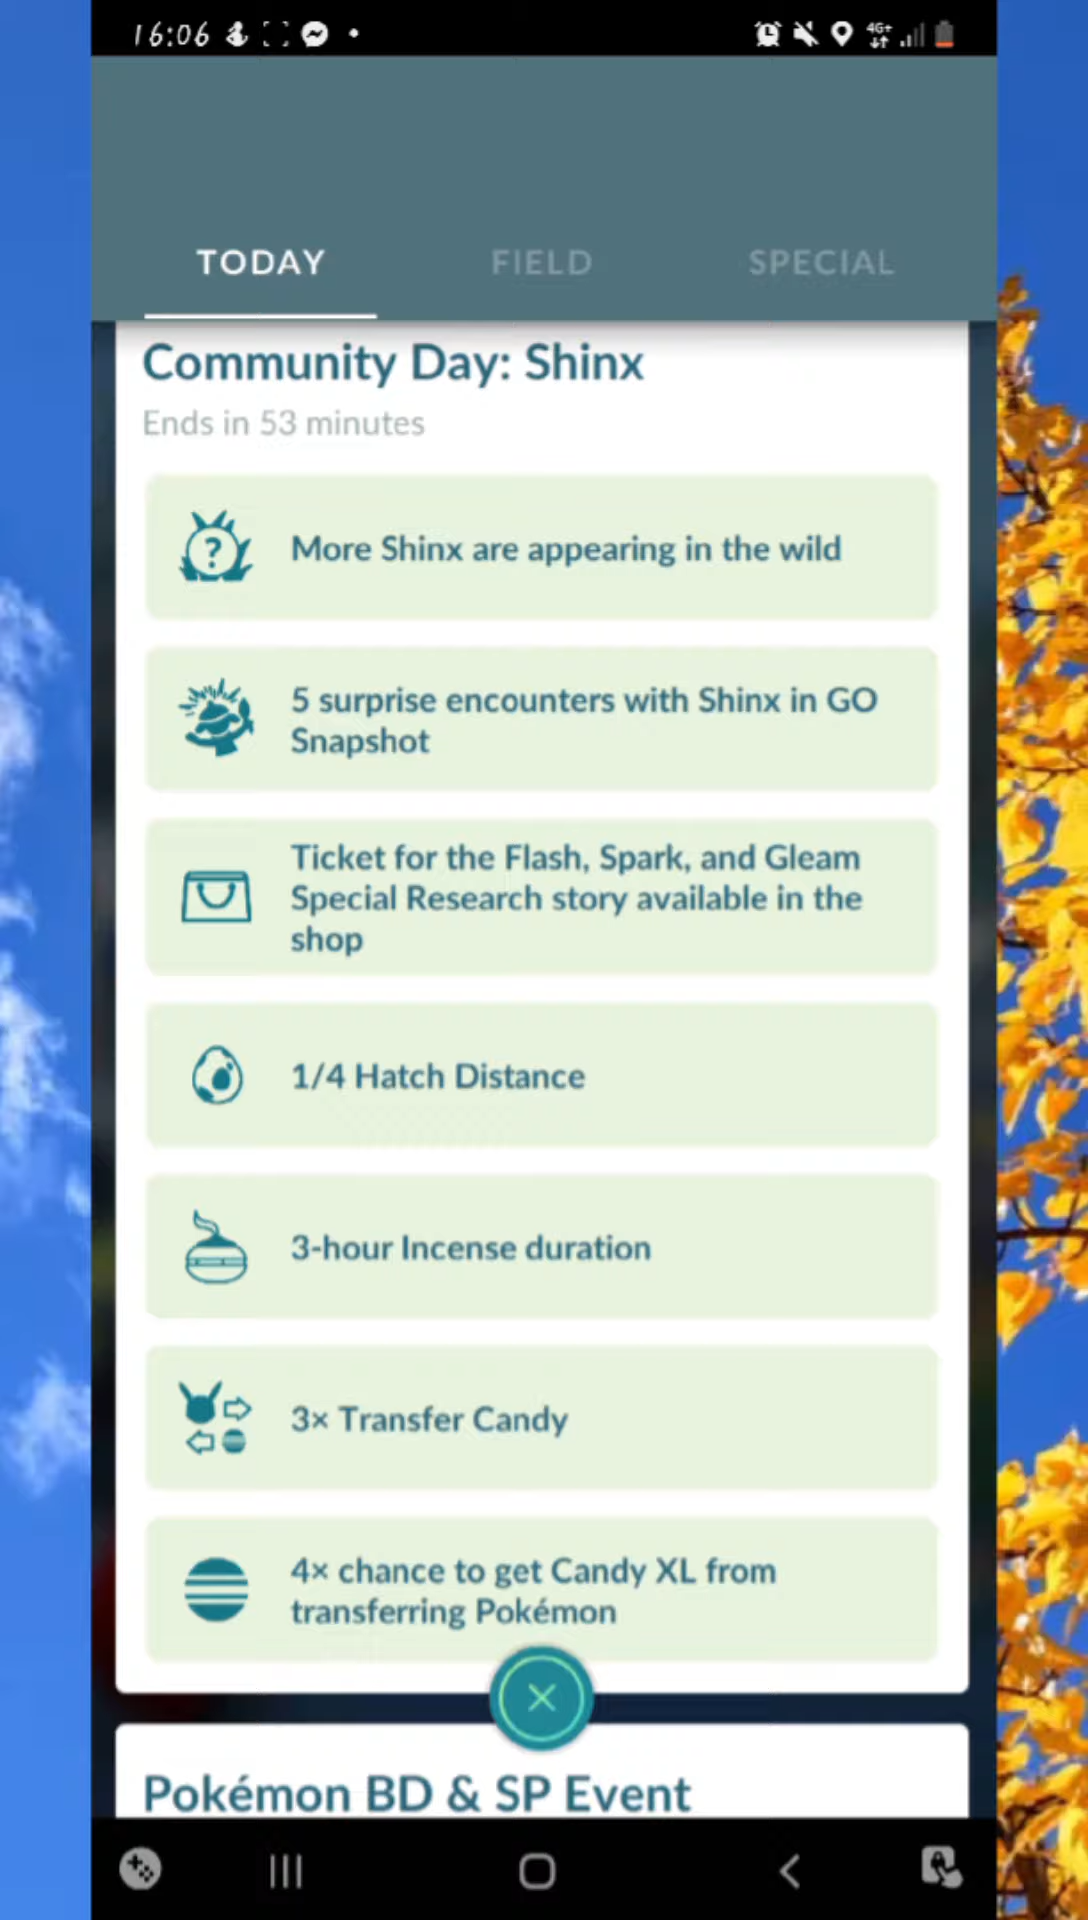 16:06
4G+
TODAY
FIELD
SPECIAL
Community Day: Shinx
Ends in 53 minutes
?
More Shinx are appearing in the wild
5 surprise encounters with Shinx in GO
Snapshot
Ticket for the Flash, Spark, and Gleam
Special Research story available in the
shop
1/4 Hatch Distance
3-hour Incense duration
3× Transfer Candy
4× chance to get Candy XL from
transferring Pokémon
Pokémon BD & SP Event